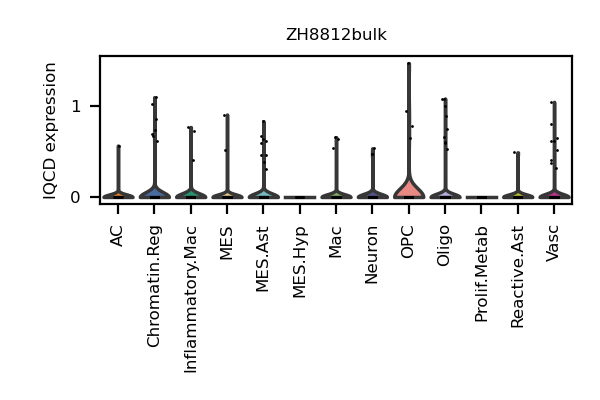 ZH8812bulk
IQCD expression
1
0
AC
Chromatin.Reg
Inflammatory.Mac
MES
MES.Ast
MES.Hyp
Mac
Neuron
OPC
Oligo
Prolif.Metab
Reactive.Ast
Vasc